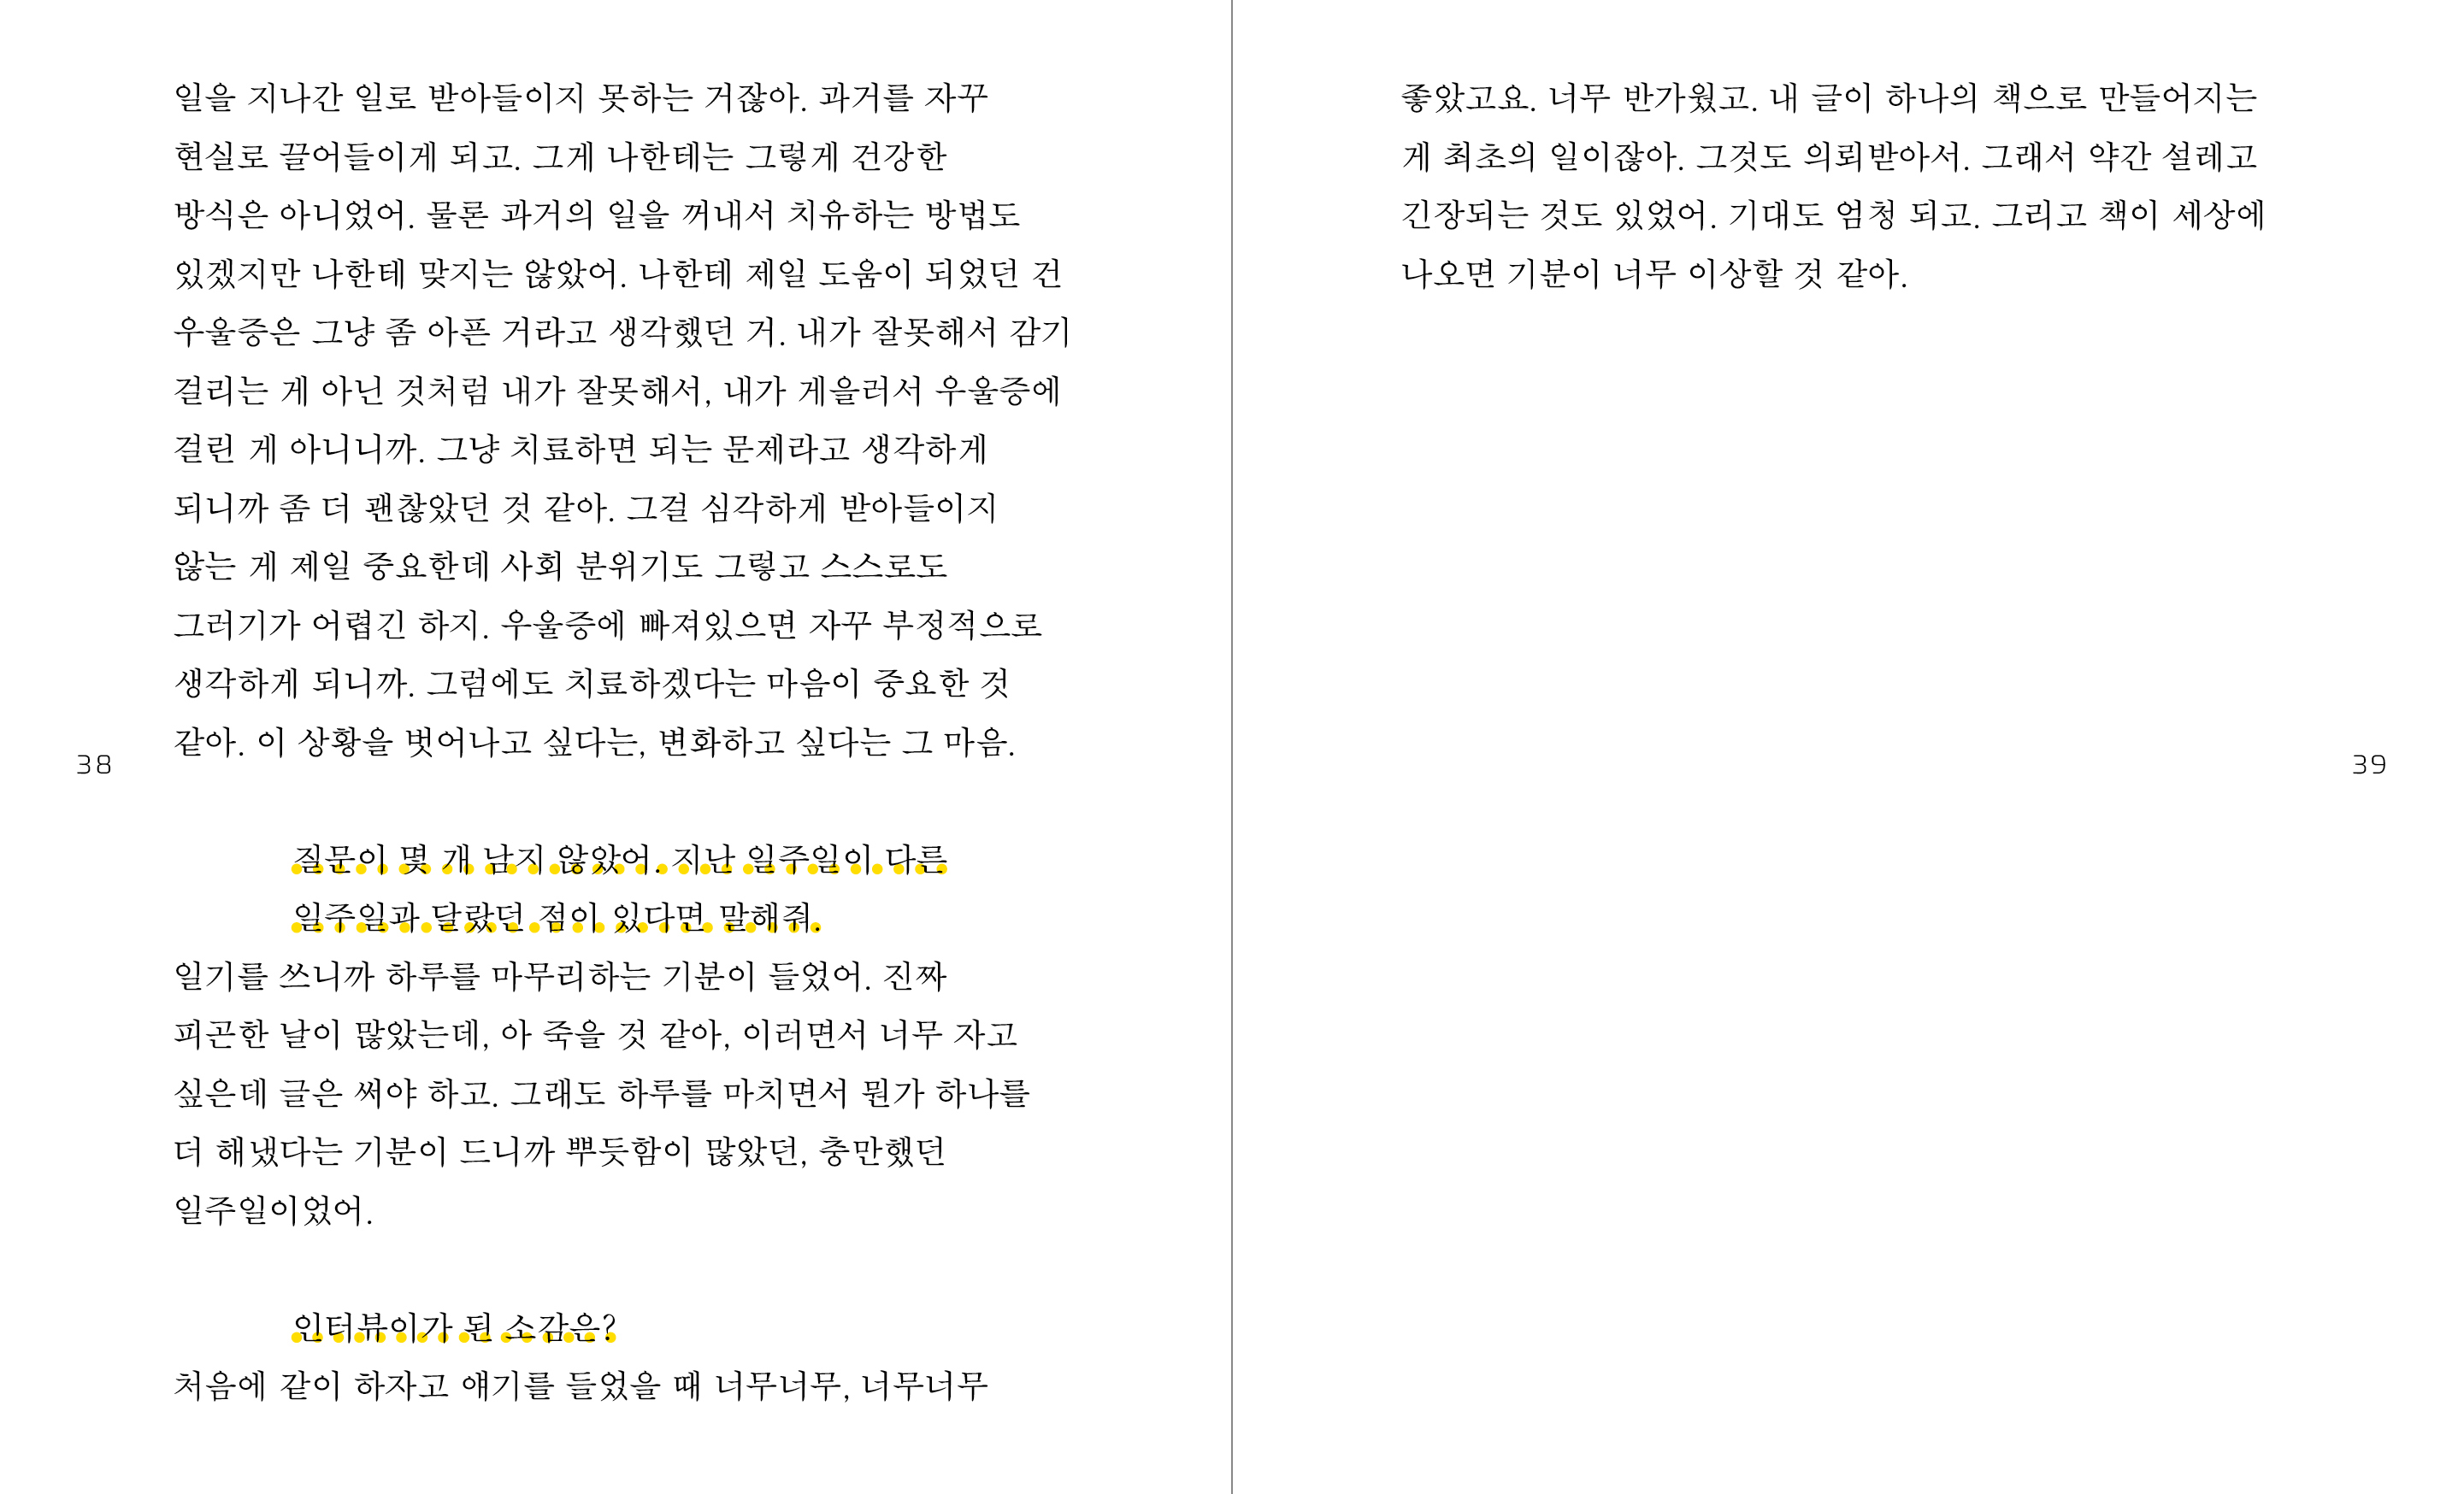 일을 지나간 일로 받아들이지 못하는 거잖아. 과거를 자꾸
현실로 끌어들이게 되고. 그게 나한테는 그렇게 건강한
방식은 아니었어. 물론 과거의 일을 꺼내서 치유하는 방법도
있겠지만 나한테 맞지는 않았어. 나한테 제일 도움이 되었던 건
우울증은 그냥 좀 아픈 거라고 생각했던 거. 내가 잘못해서 감기
걸리는 게 아닌 것처럼 내가 잘못해서, 내가 게을러서 우울증에
걸린 게 아니니까. 그냥 치료하면 되는 문제라고 생각하게
되니까 좀 더 괜찮았던 것 같아. 그걸 심각하게 받아들이지
않는 게 제일 중요한데 사회 분위기도 그렇고 스스로도
그러기가 어렵긴 하지. 우울증에 빠져있으면 자꾸 부정적으로
생각하게 되니까. 그럼에도 치료하겠다는 마음이 중요한 것
같아. 이 상황을 벗어나고 싶다는, 변화하고 싶다는 그 마음.
38
질문이 몇 개 남지 않았어. 지난 일주일이 다른
일주일과 달랐던 점이 있다면 말해줘.
일기를 쓰니까 하루를 마무리하는 기분이 들었어. 진짜
피곤한 날이 많았는데, 아 죽을 것 같아, 이러면서 너무 자고
싶은데 글은 써야 하고. 그래도 하루를 마치면서 뭔가 하나를
더 해냈다는 기분이 드니까 뿌듯함이 많았던, 충만했던
일주일이었어.
인터뷰이가 된 소감은?
처음에 같이 하자고 얘기를 들었을 때 너무너무, 너무너무
좋았고요. 너무 반가웠고. 내 글이 하나의 책으로 만들어지는
게 최초의 일이잖아. 그것도 의뢰받아서. 그래서 약간 설레고
긴장되는 것도 있었어. 기대도 엄청 되고. 그리고 책이 세상에
나오면 기분이 너무 이상할 것 같아.
39